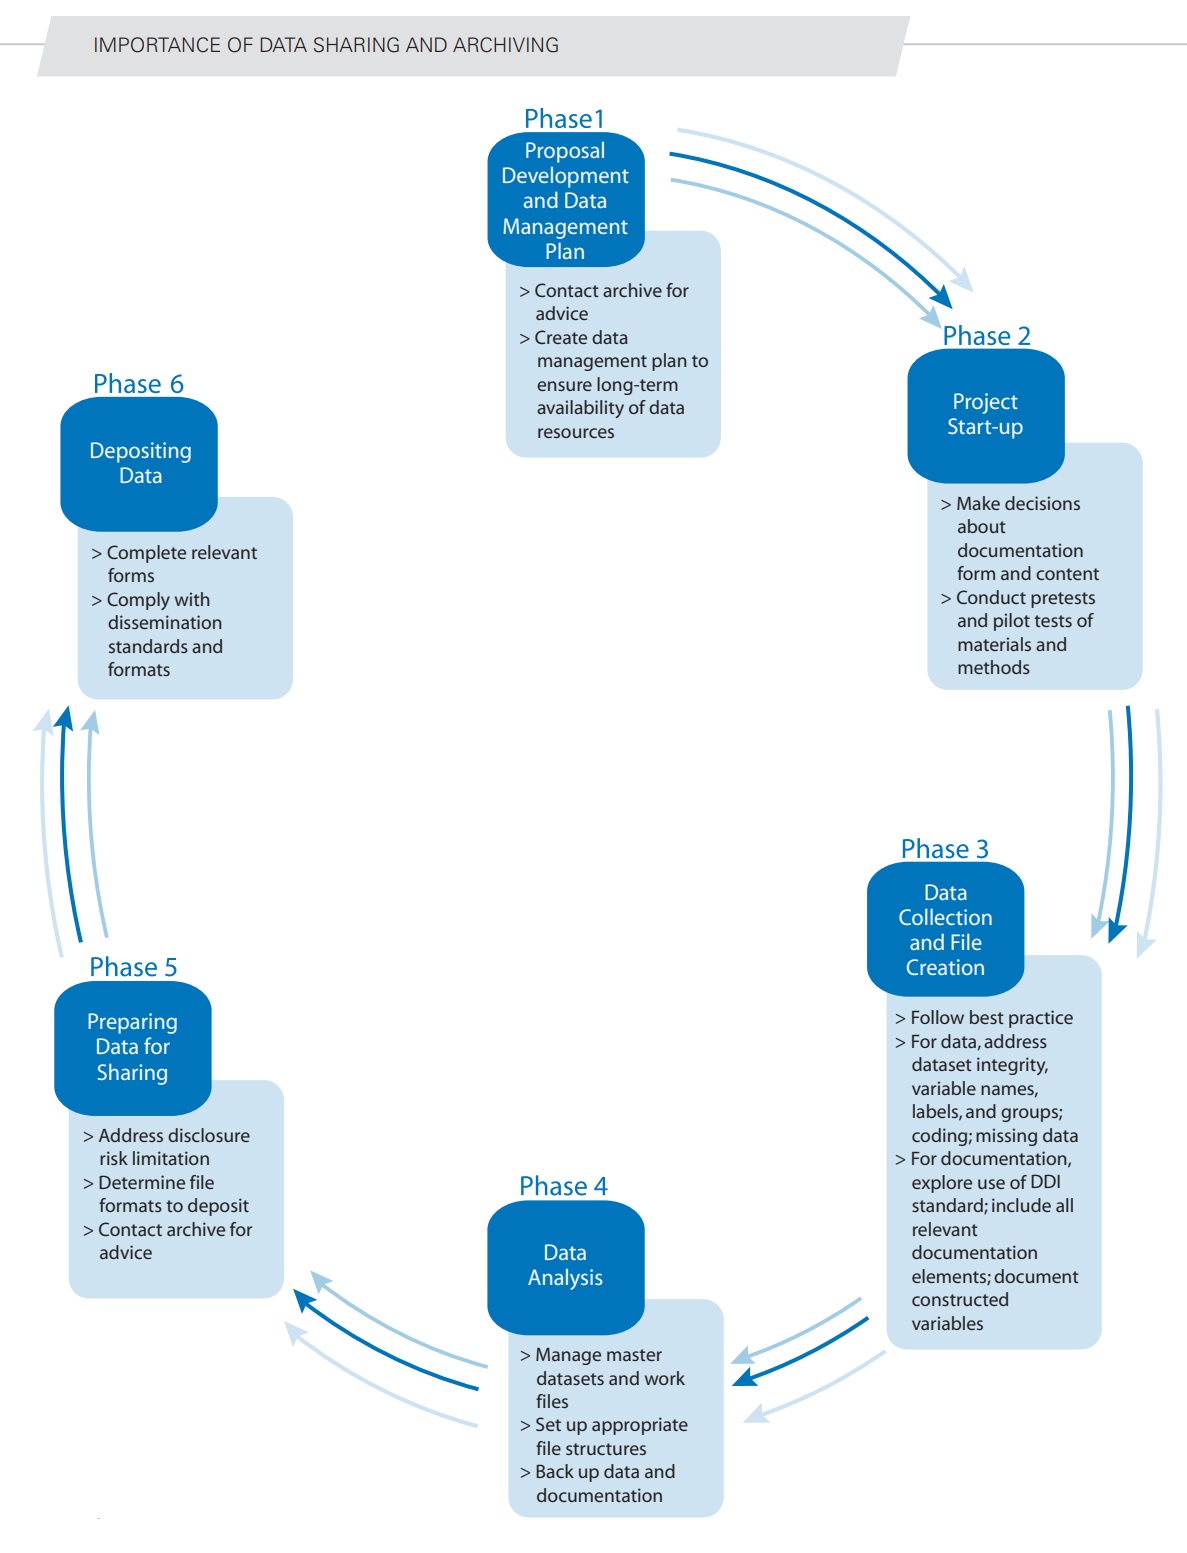 IMPORTANCE OF DATA SHARING AND ARCHIVING
Phase1
Proposal
Development
and Data
Management
Plan
> Contact archive for
advice
> Create data
management plan to
ensure long-term
availability of data
resources
Phase 2
Project
Start-up
> Make decisions
about
documentation
form and content
> Conduct pretests
and pilot tests of
materials and
methods
Phase 3
Data
Collection
and File
Creation
> Follow best practice
> For data, address
dataset integrity,
variable names,
labels, and groups;
coding; missing data
> For documentation,
explore use of DDI
standard; include all
relevant
documentation
elements; document
constructed
variables
Phase 4
Data
Analysis
> Manage master
datasets and work
files
> Set up appropriate
file structures
> Back up data and
documentation
Phase 5
Preparing
Data for
Sharing
> Address disclosure
risk limitation
> Determine file
formats to deposit
> Contact archive for
advice
Phase 6
Depositing
Data
> Complete relevant
forms
> Comply with
dissemination
standards and
formats